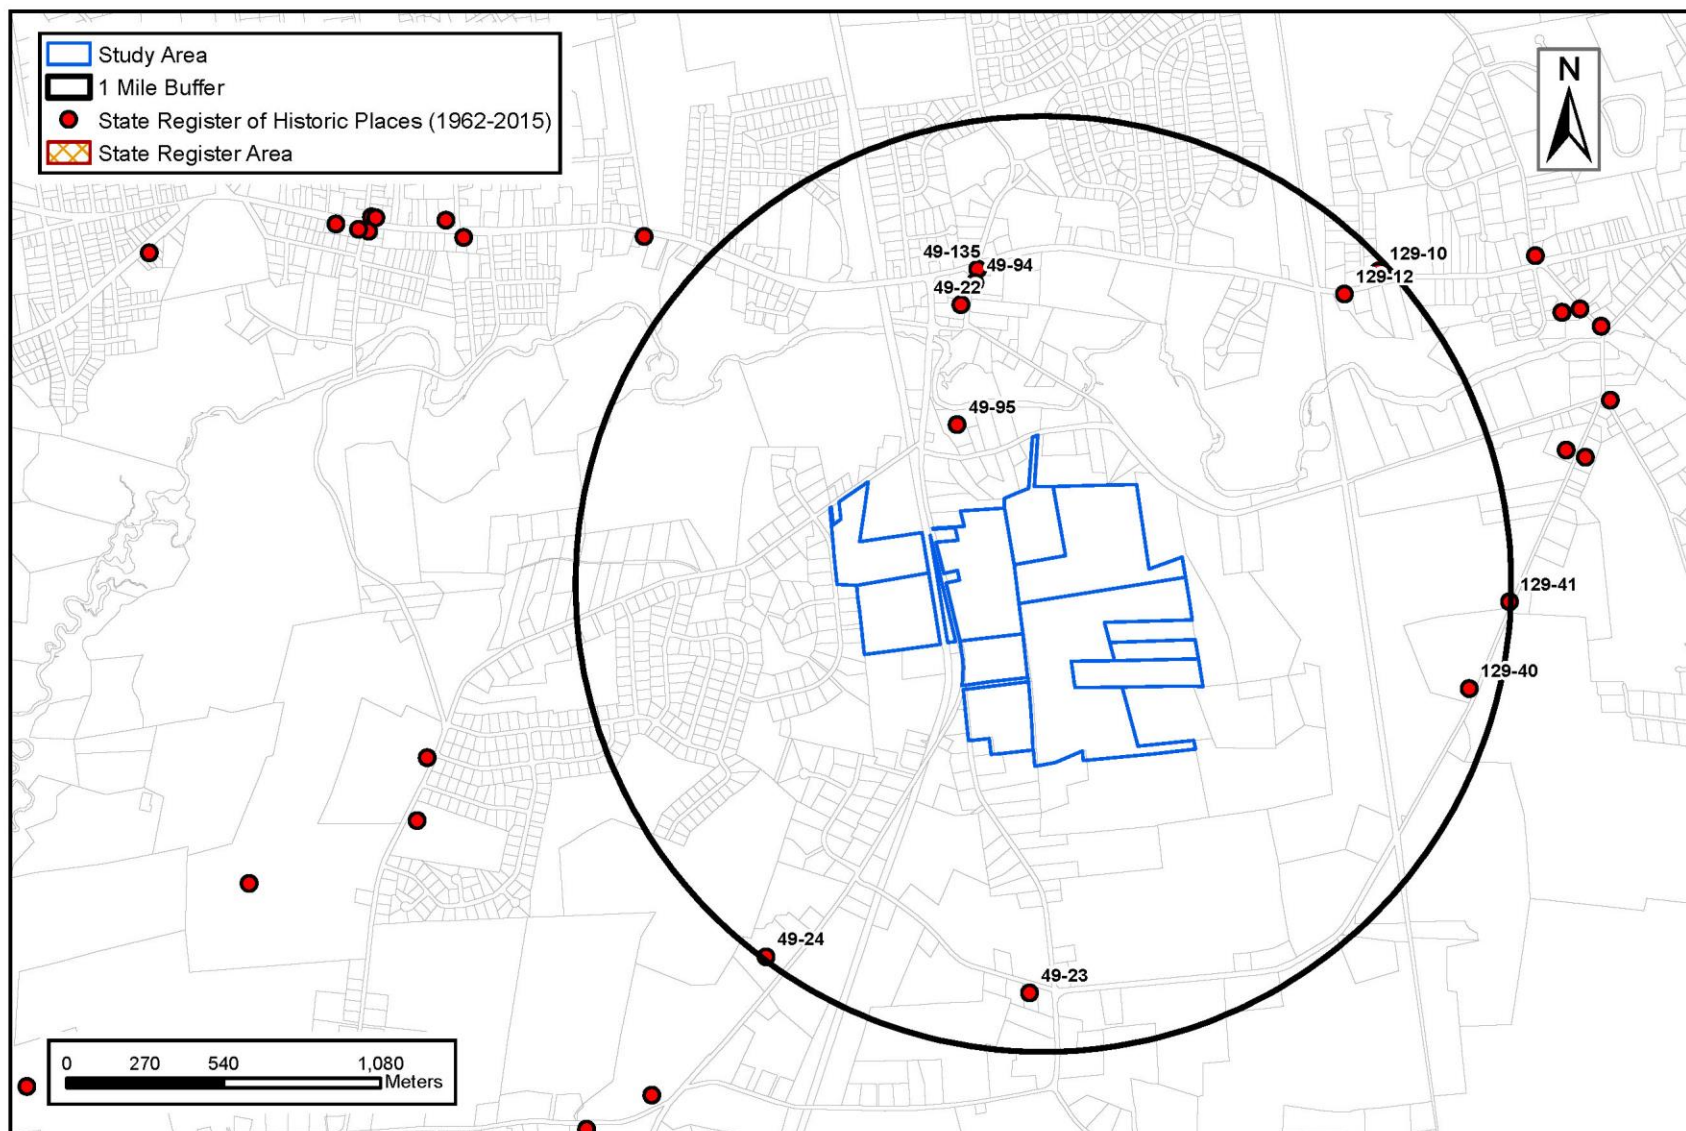 Study Area
1 Mile Buffer
State Register of Historic Places (1962-2015)
State Register Area
N
49-135
49-94
49-22
129-10
129-12
49-95
129-41
129-40
49-24
49-23
0 270 540 1,080
Meters